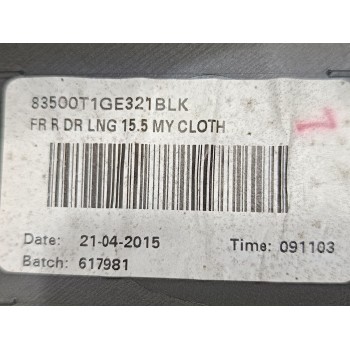 83500T1GE321BLK
FR R DR LNG 15.5 MY CLOTH
Date: 21-04-2015 Time: 091103
Batch: 617981